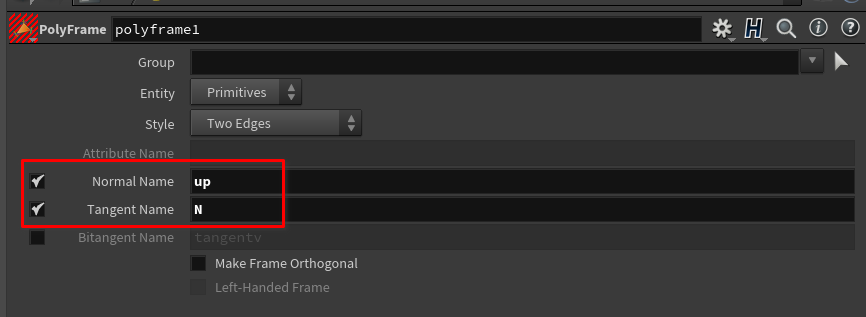 PolyFrame polyframe1
Group
Entity Primitives
Style Two Edges
Attribute Name
Normal Name up
Tangent Name N
Bitangent Name tangentv
Make Frame Orthogonal
Left-Handed Frame